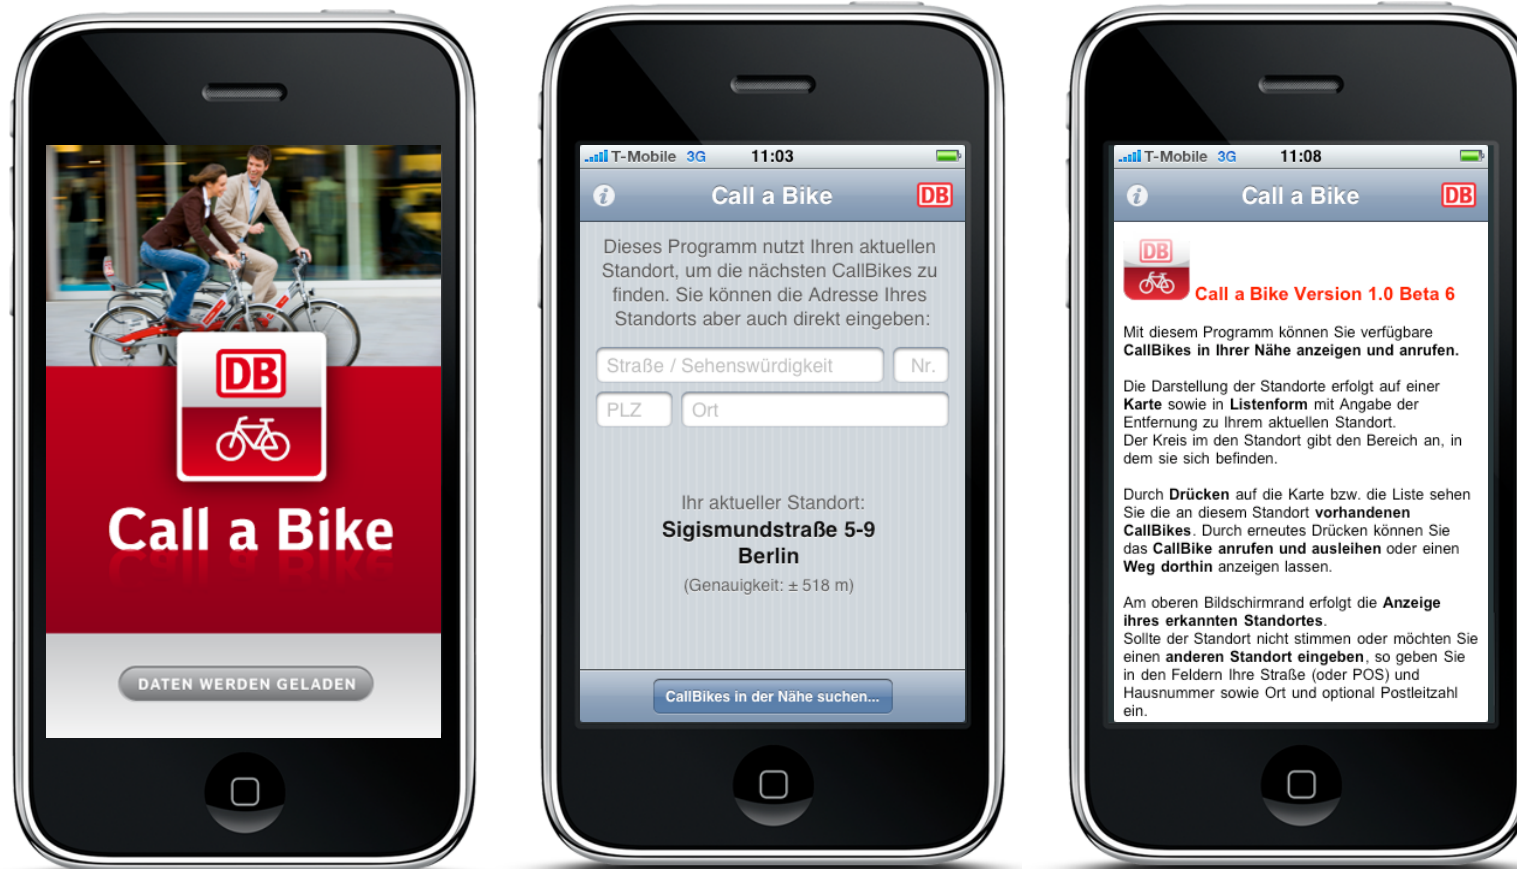 DB
Call a Bike
DATEN WERDEN GELADEN
T-Mobile 3G 11:03
i Call a Bike DB
Dieses Programm nutzt Ihren aktuellen
Standort, um die nächsten CallBikes zu
finden. Sie können die Adresse Ihres
Standorts aber auch direkt eingeben:
Straße / Sehenswürdigkeit Nr.
PLZ Ort
Ihr aktueller Standort:
Sigismundstraße 5-9
Berlin
(Genauigkeit: ± 518 m)
CallBikes in der Nähe suchen...
T-Mobile 3G 11:08
i Call a Bike DB
DB
Call a Bike Version 1.0 Beta 6
Mit diesem Programm können Sie verfügbare
CallBikes in Ihrer Nähe anzeigen und anrufen.
Die Darstellung der Standorte erfolgt auf einer
Karte sowie in Listenform mit Angabe der
Entfernung zu Ihrem aktuellen Standort.
Der Kreis im den Standort gibt den Bereich an, in
dem sie sich befinden.
Durch Drücken auf die Karte bzw. die Liste sehen
Sie die an diesem Standort vorhandenen
CallBikes. Durch erneutes Drücken können Sie
das CallBike anrufen und ausleihen oder einen
Weg dorthin anzeigen lassen.
Am oberen Bildschirmrand erfolgt die Anzeige
ihres erkannten Standortes.
Sollte der Standort nicht stimmen oder möchten Sie
einen anderen Standort eingeben, so geben Sie
in den Feldern Ihre Straße (oder POS) und
Hausnummer sowie Ort und optional Postleitzahl
ein.